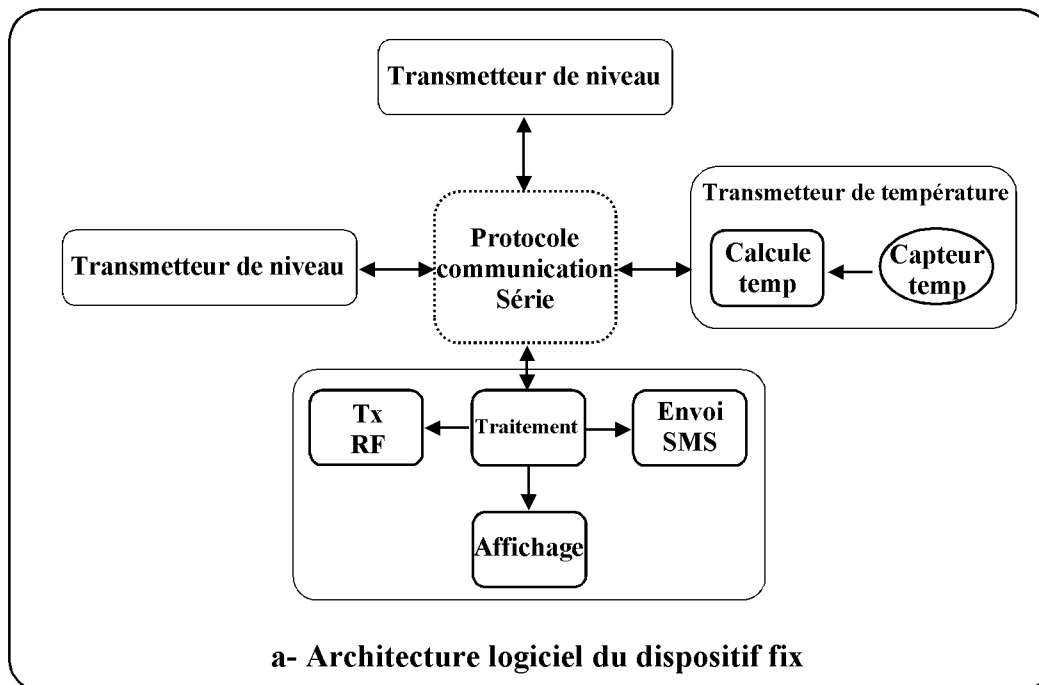 Transmetteur de niveau
Transmetteur de température
Protocole
communication
Série
Transmetteur de niveau
Calcule
temp
Capteur
temp
Tx
RF
Traitement
Envoi
SMS
Affichage
a- Architecture logiciel du dispositif fix